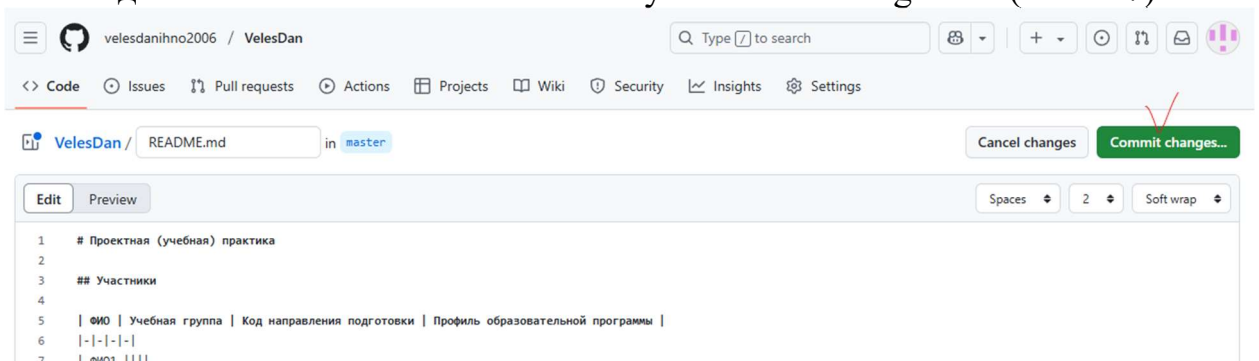 velesdanihno2006 / VelesDan
Type / to search
<> Code Issues Pull requests Actions Projects Wiki Security Insights Settings
VelesDan / README.md in master Cancel changes Commit changes...
Edit Preview Spaces 2 Soft wrap
1 # Проектная (учебная) практика
2
3 ## Участники
4
5 | ФИО | Учебная группа | Код направления подготовки | Профиль образовательной программы |
6 |-|-|-|-|
7 | ФИО1 ||||